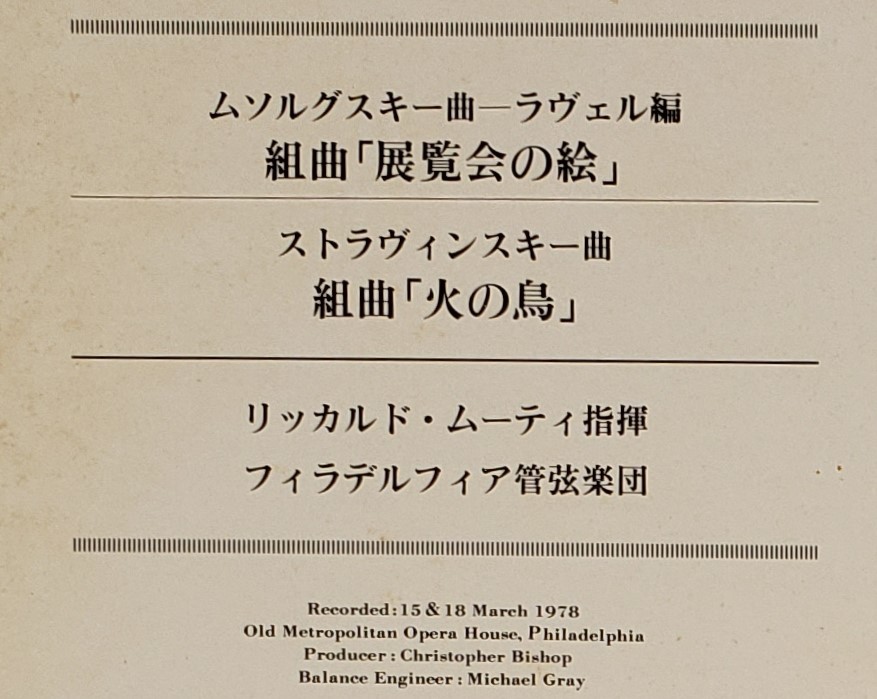 ムソルグスキー曲―ラヴェル編
組曲「展覧会の絵」
ストラヴィンスキー曲
組曲「火の鳥」
リッカルド・ムーティ指揮
フィラデルフィア管弦楽団
Recorded:15 & 18 March 1978
Old Metropolitan Opera House, Philadelphia
Producer : Christopher Bishop
Balance Engineer : Michael Gray